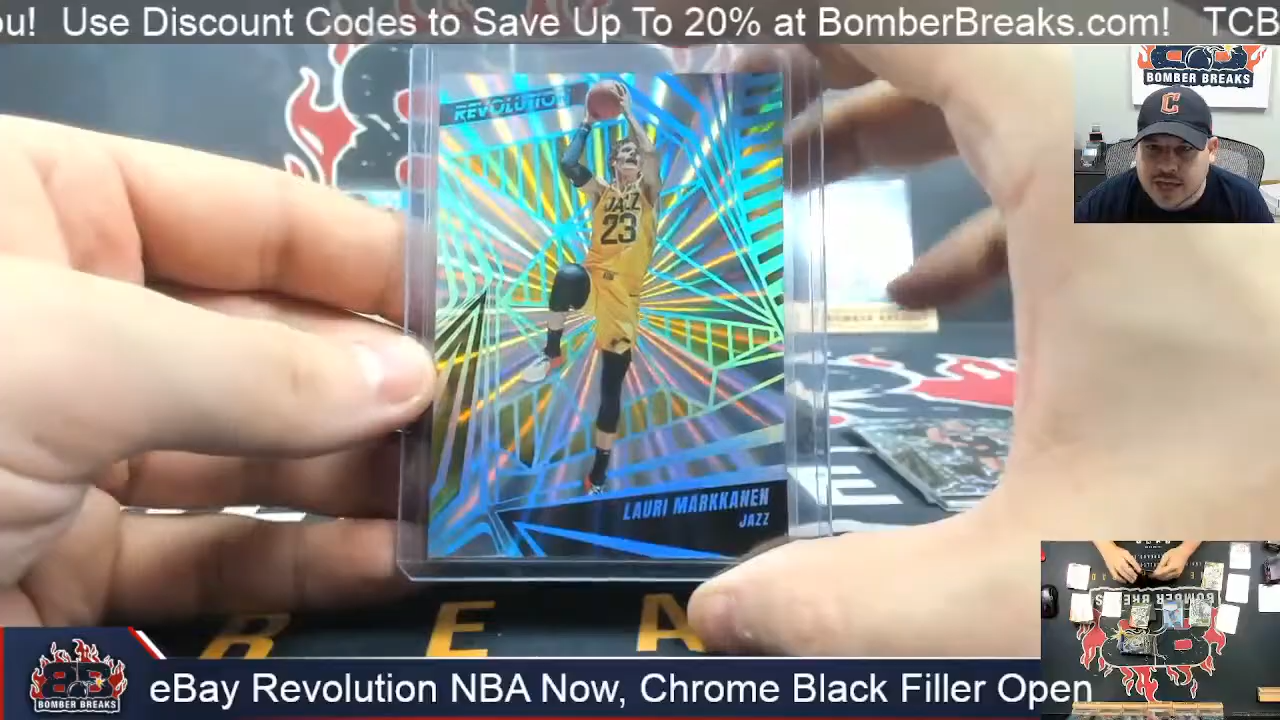 ou!  Use Discount Codes to Save Up To 20% at BomberBreaks.com!   TCB
BOMBER BREAKS
C
REVOLUTION
JAZZ
23
LAURI MARKKANEN
JAZZ
E
B E A
BOMBER BREAKS
BOMBER BREAKS
eBay Revolution NBA Now, Chrome Black Filler Open